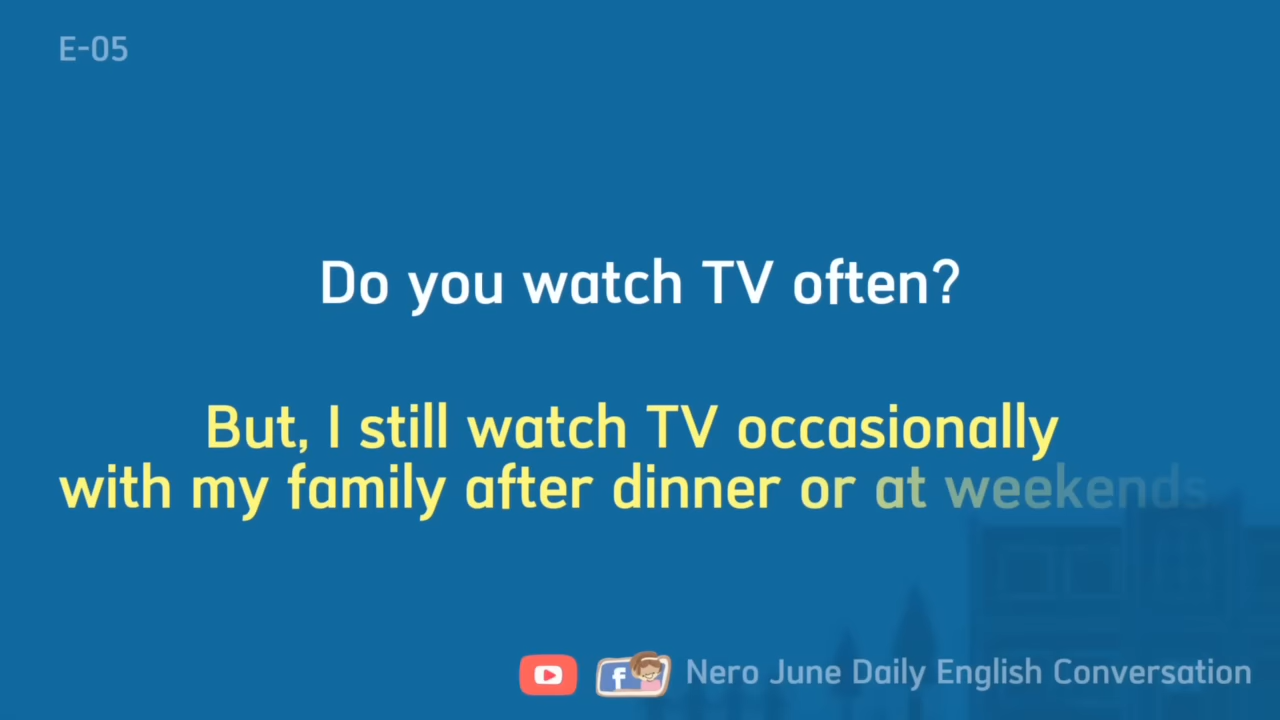 E-05
Do you watch TV often?
But, I still watch TV occasionally
with my family after dinner or at weekends
f
Nero June Daily English Conversation